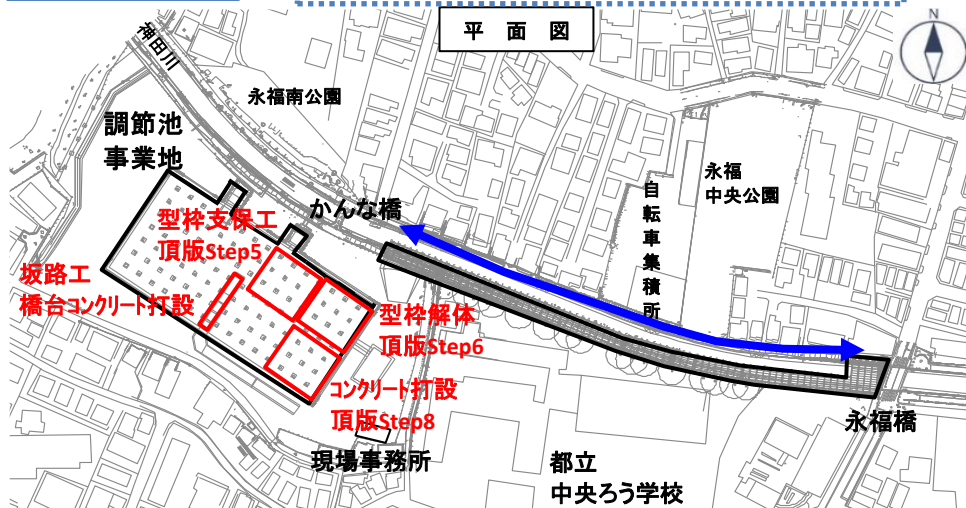 平 面 図
N
神田川
永福南公園
調節池
事業地
かんな橋
自転車集積所
永福
中央公園
型枠支保工
頂版Step5
坂路工
橋台コンクリート打設
型枠解体
頂版Step6
コンクリート打設
頂版Step8
現場事務所
都立
中央ろう学校
永福橋